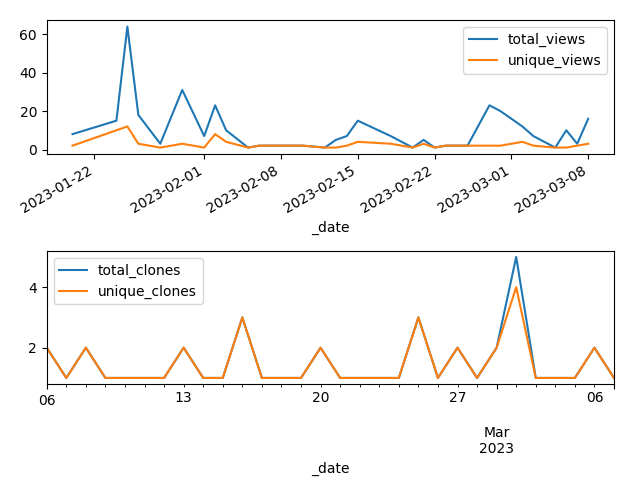 60
40
20
0
total_views
unique_views
2023-01-22
2023-02-01
2023-02-08
2023-02-15
2023-02-22
2023-03-01
2023-03-08
_date
4
2
total_clones
unique_clones
06
13
20
27
06
Mar
2023
_date